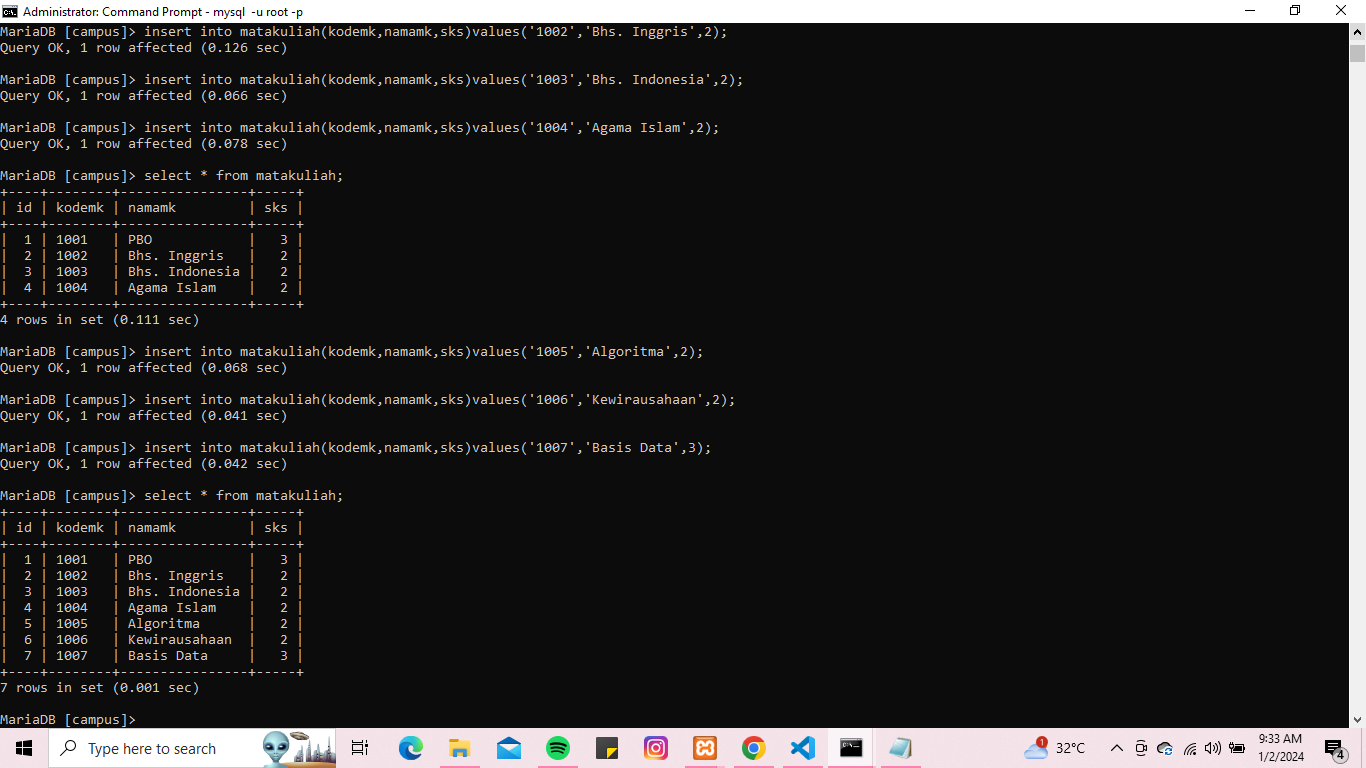 Administrator: Command Prompt - mysql  -u root -p
MariaDB [campus]> insert into matakuliah(kodemk,namamk,sks)values('1002','Bhs. Inggris',2);
Query OK, 1 row affected (0.126 sec)
MariaDB [campus]> insert into matakuliah(kodemk,namamk,sks)values('1003','Bhs. Indonesia',2);
Query OK, 1 row affected (0.066 sec)
MariaDB [campus]> insert into matakuliah(kodemk,namamk,sks)values('1004','Agama Islam',2);
Query OK, 1 row affected (0.078 sec)
MariaDB [campus]> select * from matakuliah;
+----+--------+----------------+-----+
| id | kodemk | namamk         | sks |
+----+--------+----------------+-----+
|  1 | 1001   | PBO            |   3 |
|  2 | 1002   | Bhs. Inggris   |   2 |
|  3 | 1003   | Bhs. Indonesia |   2 |
|  4 | 1004   | Agama Islam    |   2 |
+----+--------+----------------+-----+
4 rows in set (0.111 sec)
MariaDB [campus]> insert into matakuliah(kodemk,namamk,sks)values('1005','Algoritma',2);
Query OK, 1 row affected (0.068 sec)
MariaDB [campus]> insert into matakuliah(kodemk,namamk,sks)values('1006','Kewirausahaan',2);
Query OK, 1 row affected (0.041 sec)
MariaDB [campus]> insert into matakuliah(kodemk,namamk,sks)values('1007','Basis Data',3);
Query OK, 1 row affected (0.042 sec)
MariaDB [campus]> select * from matakuliah;
+----+--------+----------------+-----+
| id | kodemk | namamk         | sks |
+----+--------+----------------+-----+
|  1 | 1001   | PBO            |   3 |
|  2 | 1002   | Bhs. Inggris   |   2 |
|  3 | 1003   | Bhs. Indonesia |   2 |
|  4 | 1004   | Agama Islam    |   2 |
|  5 | 1005   | Algoritma      |   2 |
|  6 | 1006   | Kewirausahaan  |   2 |
|  7 | 1007   | Basis Data     |   3 |
+----+--------+----------------+-----+
7 rows in set (0.001 sec)
MariaDB [campus]>
Type here to search
1
32°C
9:33 AM
1/2/2024
4